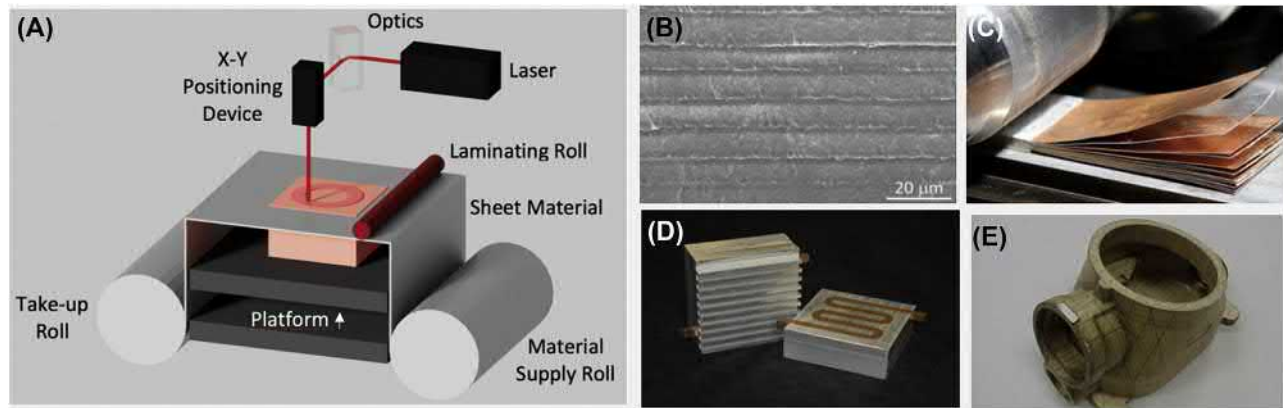 (A)
Optics
X-Y
Positioning
Device
Laser
Laminating Roll
Sheet Material
Take-up
Roll
Platform
Material
Supply Roll
(B)
20 μm
(C)
(D)
(E)